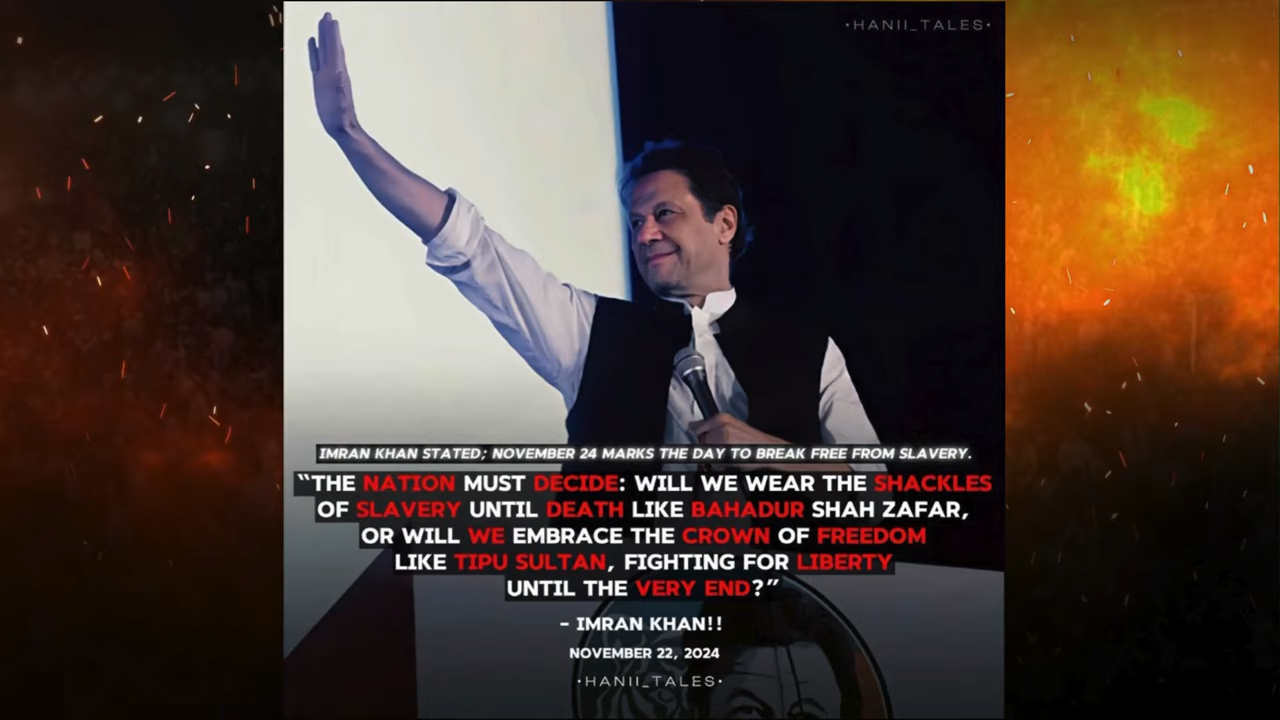 •HANII_TALES•
IMRAN KHAN STATED; NOVEMBER 24 MARKS THE DAY TO BREAK FREE FROM SLAVERY.
“THE NATION MUST DECIDE: WILL WE WEAR THE SHACKLES
OF SLAVERY UNTIL DEATH LIKE BAHADUR SHAH ZAFAR,
OR WILL WE EMBRACE THE CROWN OF FREEDOM
LIKE TIPU SULTAN, FIGHTING FOR LIBERTY
UNTIL THE VERY END?”
- IMRAN KHAN!!
NOVEMBER 22, 2024
•HANII_TALES•